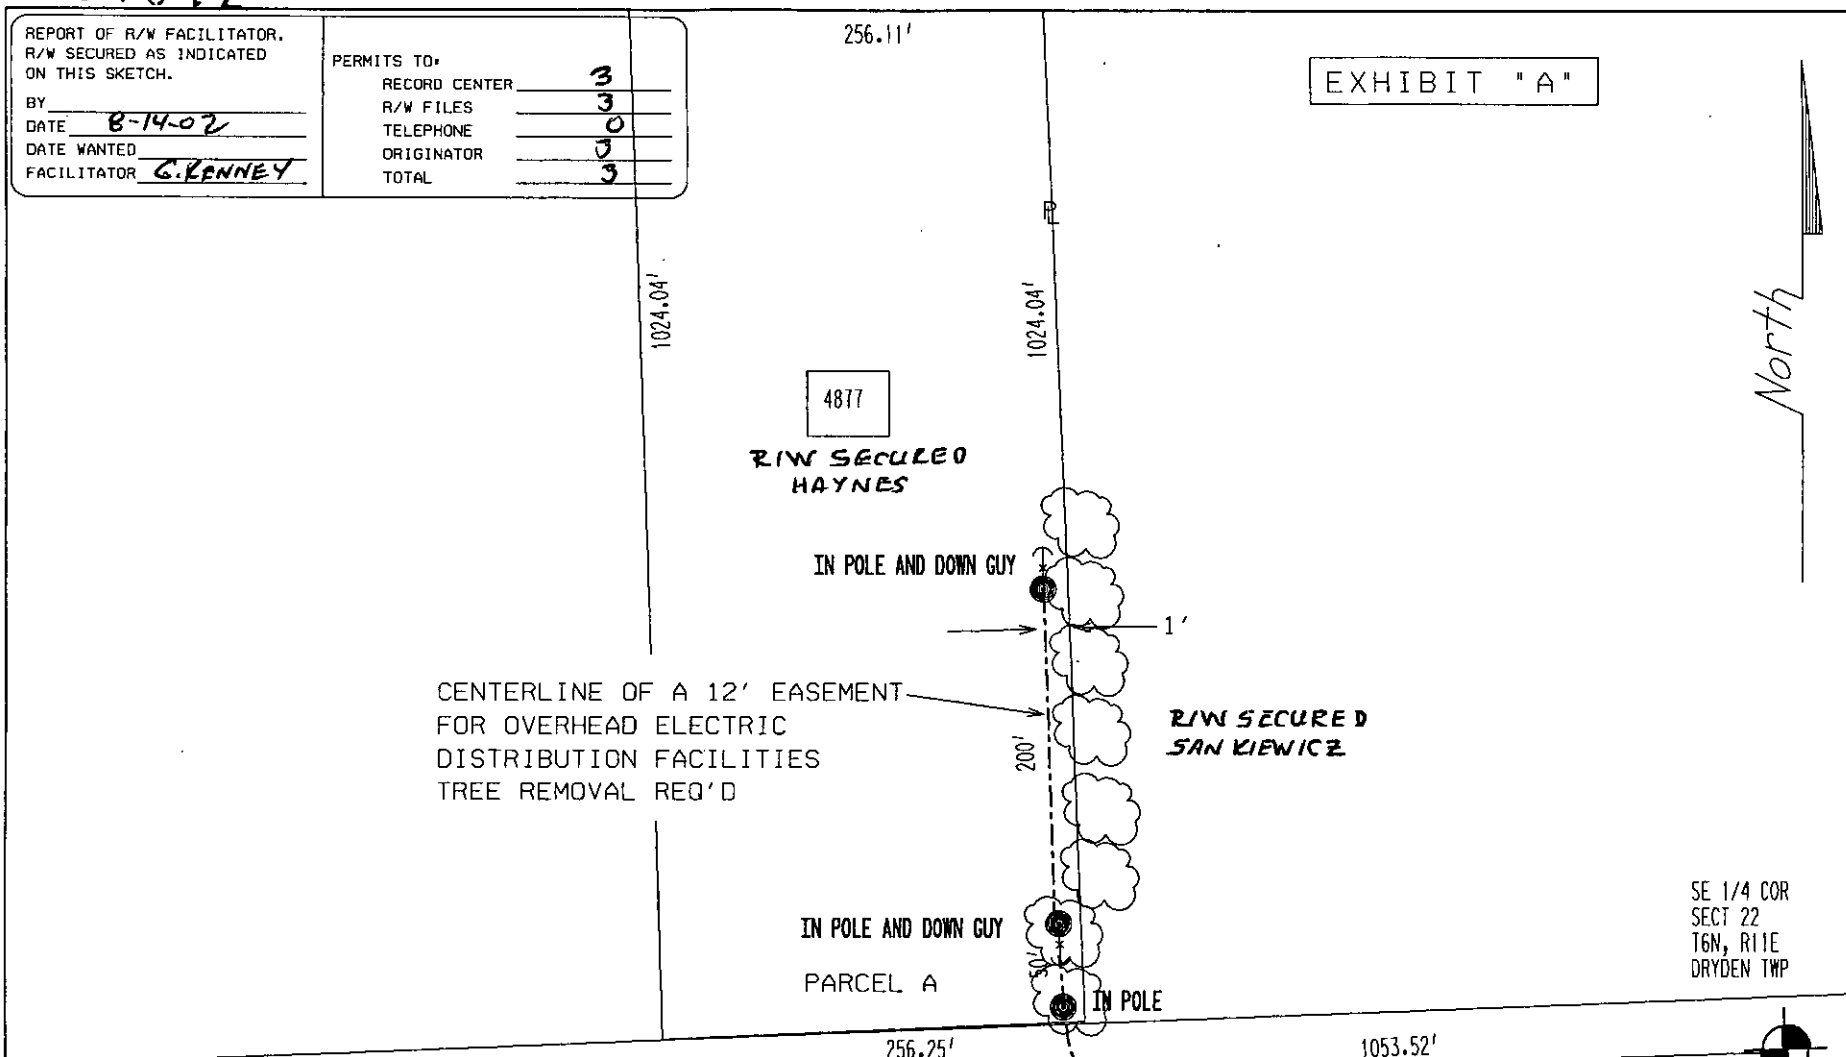 REPORT OF R/W FACILITATOR.
R/W SECURED AS INDICATED
ON THIS SKETCH.
BY
DATE 8-14-02
DATE WANTED
FACILITATOR G. KENNEY
PERMITS TO:
RECORD CENTER 3
R/W FILES 3
TELEPHONE 0
ORIGINATOR 0
TOTAL 3
256.11'
EXHIBIT "A"
PL
1024.04'
1024.04'
North
4877
R/W SECURED
HAYNES
IN POLE AND DOWN GUY
1'
CENTERLINE OF A 12' EASEMENT
FOR OVERHEAD ELECTRIC
DISTRIBUTION FACILITIES
TREE REMOVAL REQ'D
200'
R/W SECURED
SANKIEWICZ
SE 1/4 COR
SECT 22
T6N, R11E
DRYDEN TWP
IN POLE AND DOWN GUY
50'
PARCEL A
IN POLE
256.25'
1053.52'